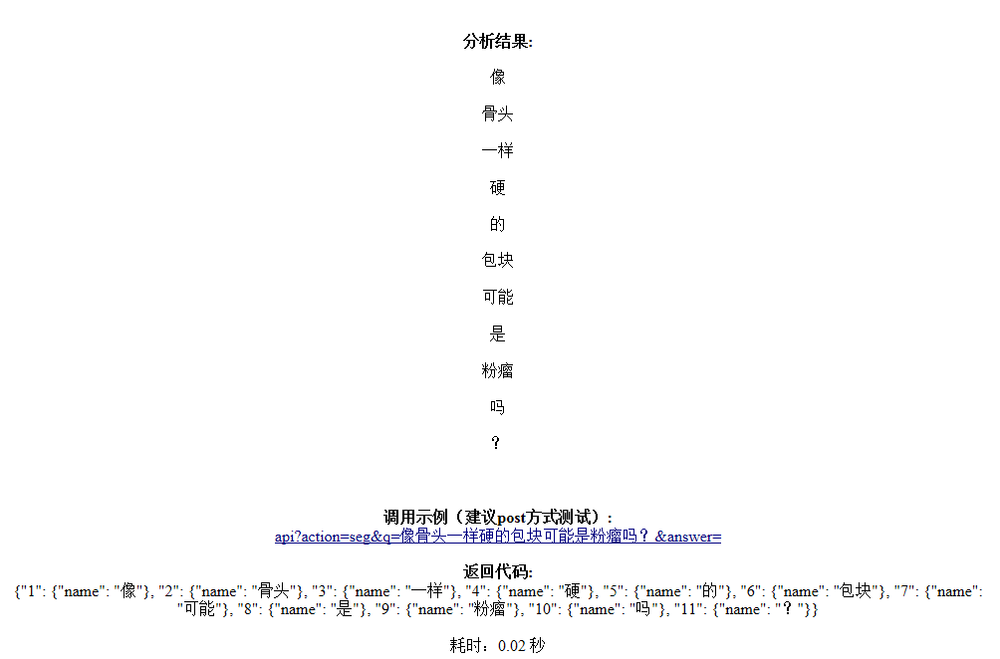 分析结果:
像
骨头
一样
硬
的
包块
可能
是
粉瘤
吗
？
调用示例（建议post方式测试）:
api?action=seg&q=像骨头一样硬的包块可能是粉瘤吗？&answer=
返回代码:
{"1": {"name": "像"}, "2": {"name": "骨头"}, "3": {"name": "一样"}, "4": {"name": "硬"}, "5": {"name": "的"}, "6": {"name": "包块"}, "7": {"name":
"可能"}, "8": {"name": "是"}, "9": {"name": "粉瘤"}, "10": {"name": "吗"}, "11": {"name": "？"}}
耗时：0.02 秒